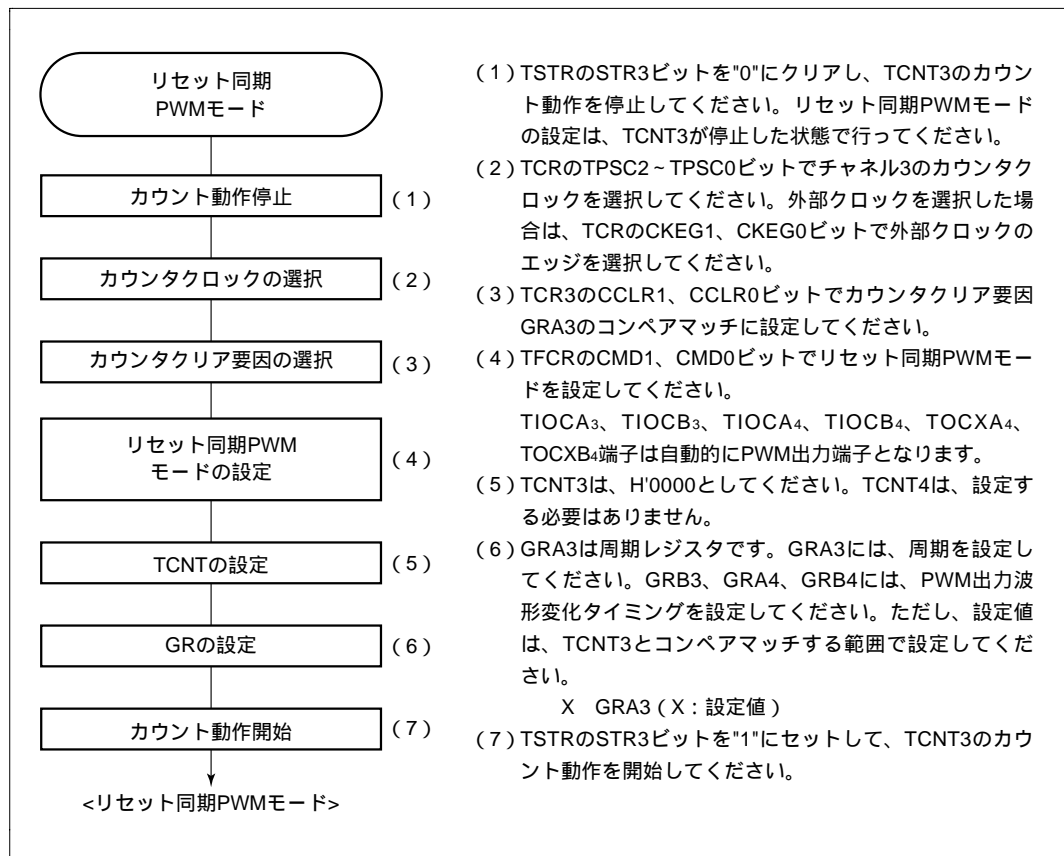 リセット同期
PWMモード
カウント動作停止
(1)
カウンタクロックの選択
(2)
カウンタクリア要因の選択
(3)
リセット同期PWM
モードの設定
(4)
TCNTの設定
(5)
GRの設定
(6)
カウント動作開始
(7)
<リセット同期PWMモード>
(1)TSTRのSTR3ビットを"0"にクリアし、TCNT3のカウン
ト動作を停止してください。リセット同期PWMモード
の設定は、TCNT3が停止した状態で行ってください。
(2)TCRのTPSC2~TPSC0ビットでチャネル3のカウンタク
ロックを選択してください。外部クロックを選択した場
合は、TCRのCKEG1、CKEG0ビットで外部クロックの
エッジを選択してください。
(3)TCR3のCCLR1、CCLR0ビットでカウンタクリア要因
GRA3のコンペアマッチに設定してください。
(4)TFCRのCMD1、CMD0ビットでリセット同期PWMモー
ドを設定してください。
TIOCA3、TIOCB3、TIOCA4、TIOCB4、TOCXA4、
TOCXB4端子は自動的にPWM出力端子となります。
(5)TCNT3は、H'0000としてください。TCNT4は、設定す
る必要はありません。
(6)GRA3は周期レジスタです。GRA3には、周期を設定し
てください。GRB3、GRA4、GRB4には、PWM出力波
形変化タイミングを設定してください。ただし、設定値
は、TCNT3とコンペアマッチする範囲で設定してくだ
さい。
X GRA3(X:設定値)
(7)TSTRのSTR3ビットを"1"にセットして、TCNT3のカウ
ント動作を開始してください。